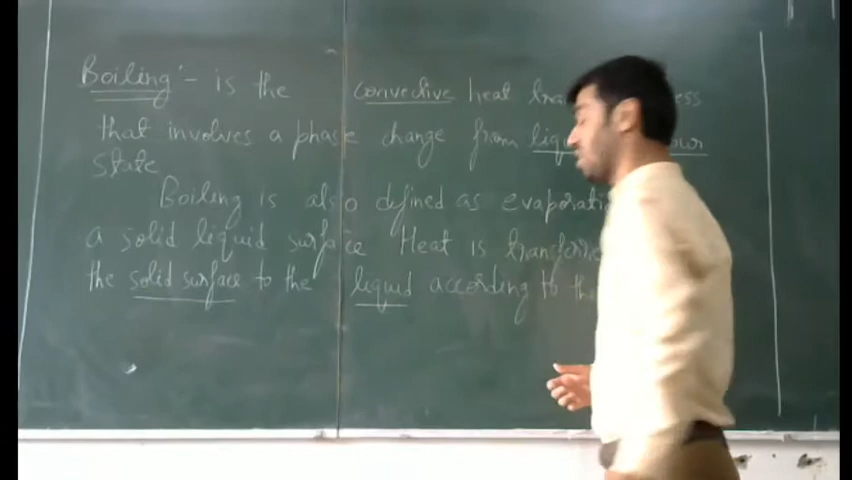 Boiling :- is the convective heat
that involves a phase change from
state
Boiling is also defined as
a solid liquid surface Heat is
the solid surface to the liquid according to